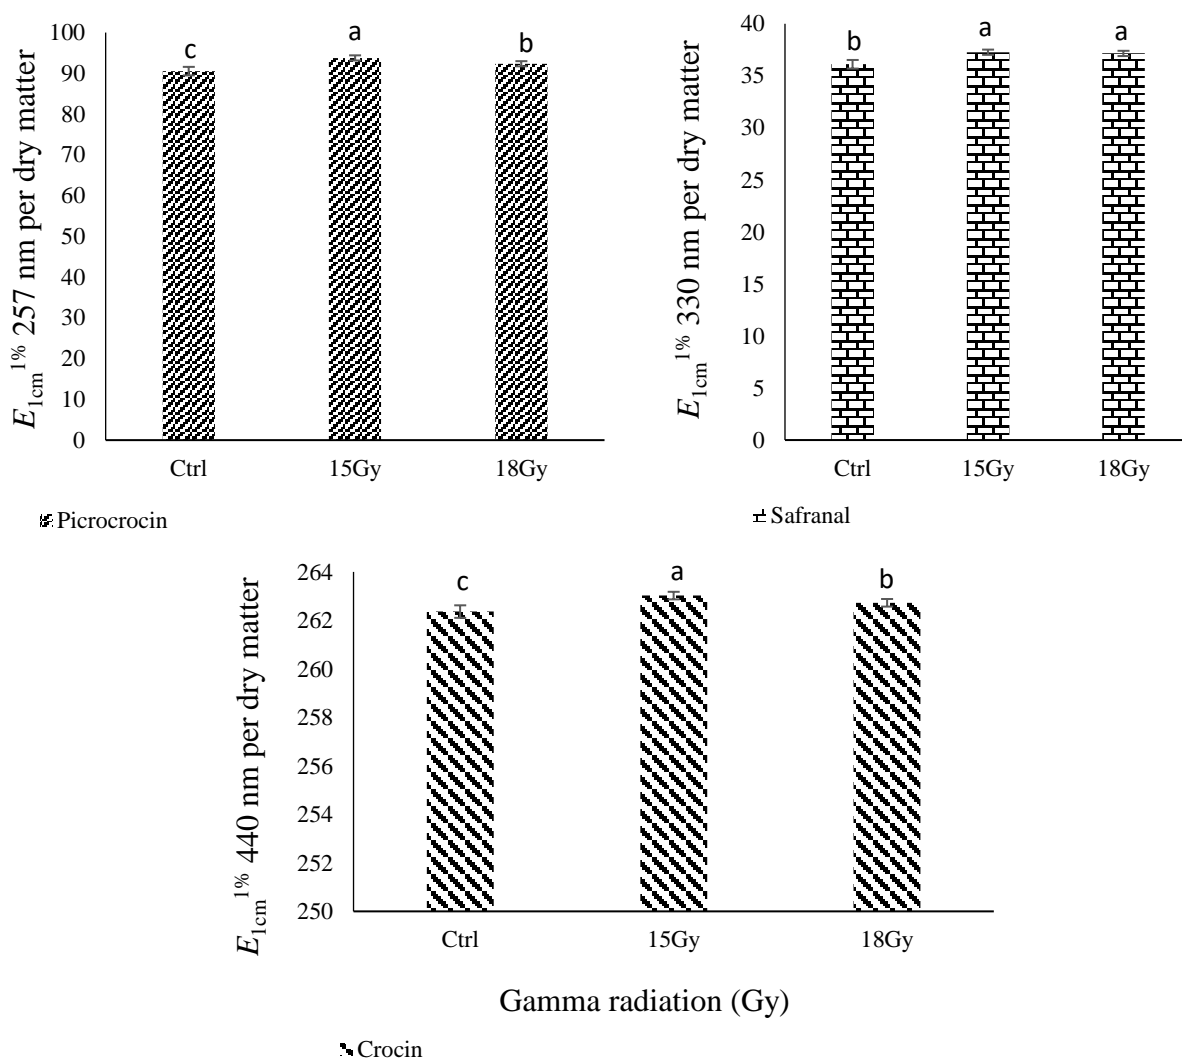 E1cm1% 257 nm per dry matter
100
90
80
70
60
50
40
30
20
10
0
c
a
b
Ctrl 15Gy 18Gy
Picrocrocin
E1cm1% 330 nm per dry matter
40
35
30
25
20
15
10
5
0
b
a
a
Ctrl 15Gy 18Gy
Safranal
E1cm1% 440 nm per dry matter
264
262
260
258
256
254
252
250
c
a
b
Ctrl 15Gy 18Gy
Gamma radiation (Gy)
Crocin